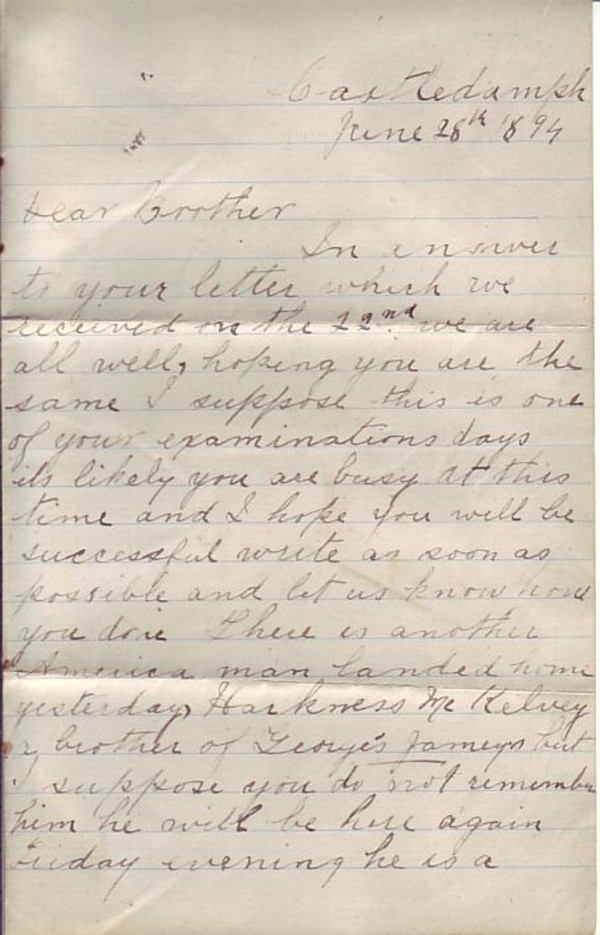 Castledamph
June 28th '94
Dear Brother
In answer
to your letter which we
received on the 22nd. we are
all well, hoping you are the
same I suppose this is one
of your examinations days
its likely you are busy at this
time and I hope you will be
successful write as soon as
possible and let us know how
you done There is another
America man landed home
yesterday, Harkness Mc Kelvey
a brother of George's Jameys but
I suppose you do not remember
him he will be here again
Friday evening he is a